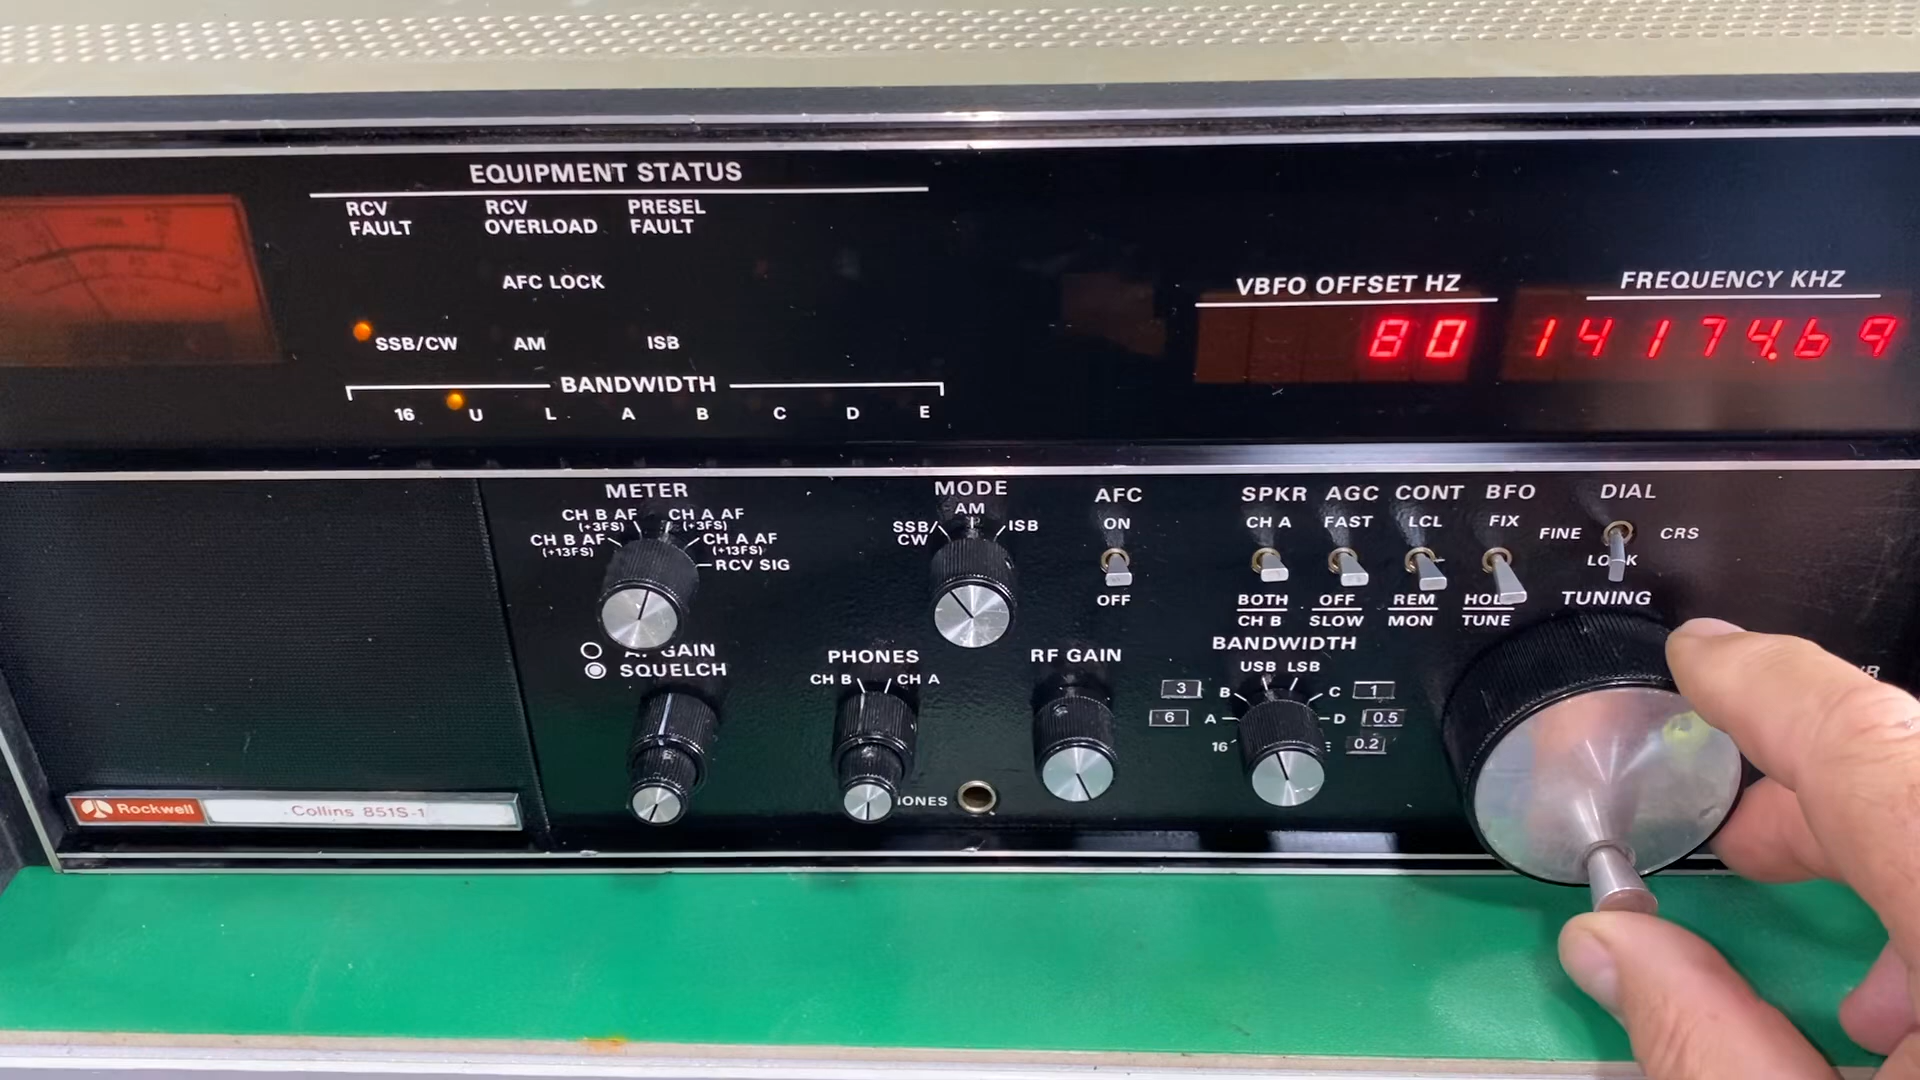 EQUIPMENT STATUS
RCV FAULT
RCV OVERLOAD
PRESEL FAULT
AFC LOCK
SSB/CW AM ISB
BANDWIDTH
16 U L A B C D E
VBFO OFFSET HZ
80
FREQUENCY KHZ
14174.69
METER
CH B AF (+3FS)
CH A AF (+3FS)
CH B AF (+13FS)
CH A AF (+13FS)
RCV SIG
MODE
SSB/CW
AM
ISB
AFC
ON
OFF
SPKR
CH A
BOTH
CH B
AGC
FAST
OFF
SLOW
CONT
LCL
REM
MON
BFO
FIX
TUNE
DIAL
FINE
CRS
TUNING
GAIN
SQUELCH
PHONES
CH B CH A
RF GAIN
BANDWIDTH
USB LSB
3 B C 1
6 A D 0.5
16 0.2
Rockwell
Collins 851S-1